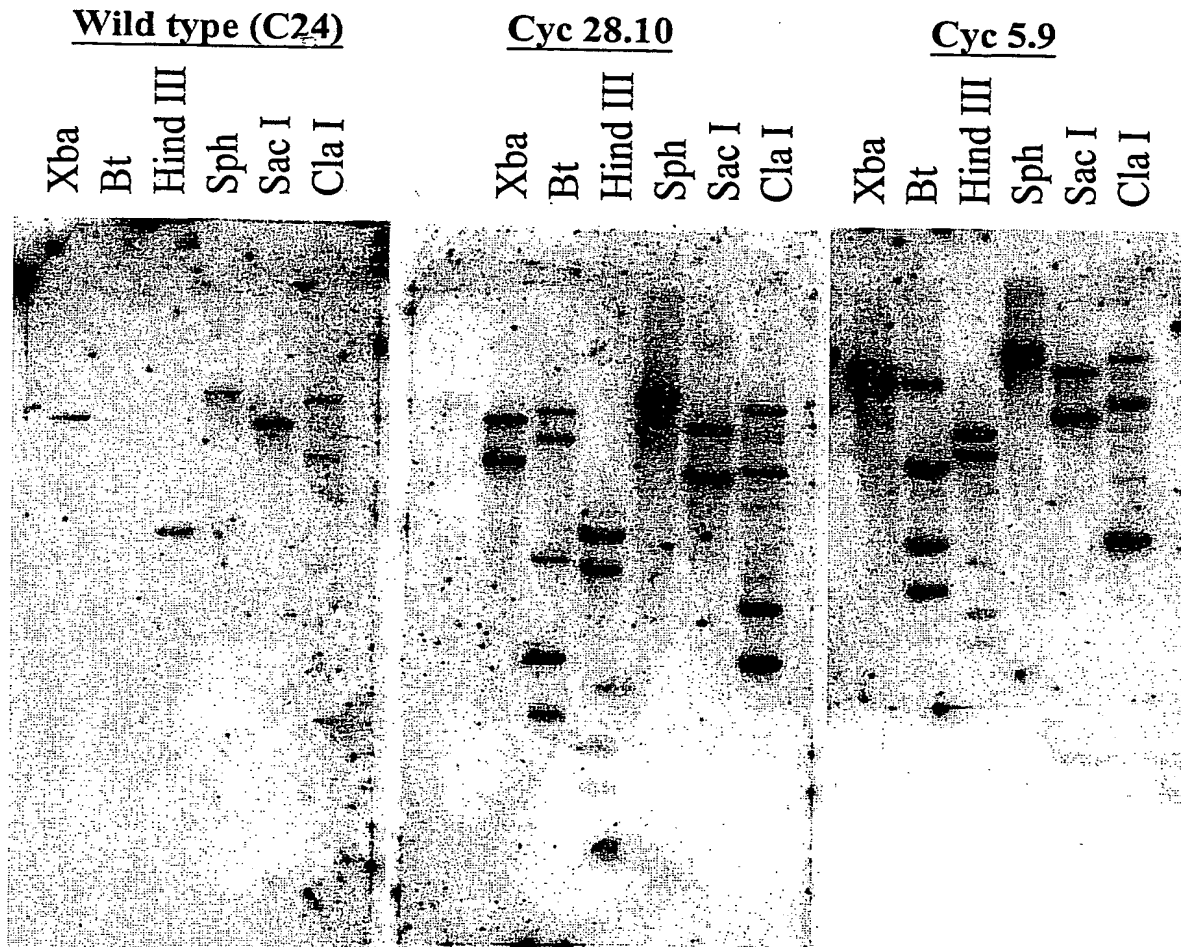 Wild type (C24)
Cyc 28.10
Cyc 5.9
Xba
Bt
Hind III
Sph
Sac I
Cla I
Xba
Bt
Hind III
Sph
Sac I
Cla I
Xba
Bt
Hind III
Sph
Sac I
Cla I